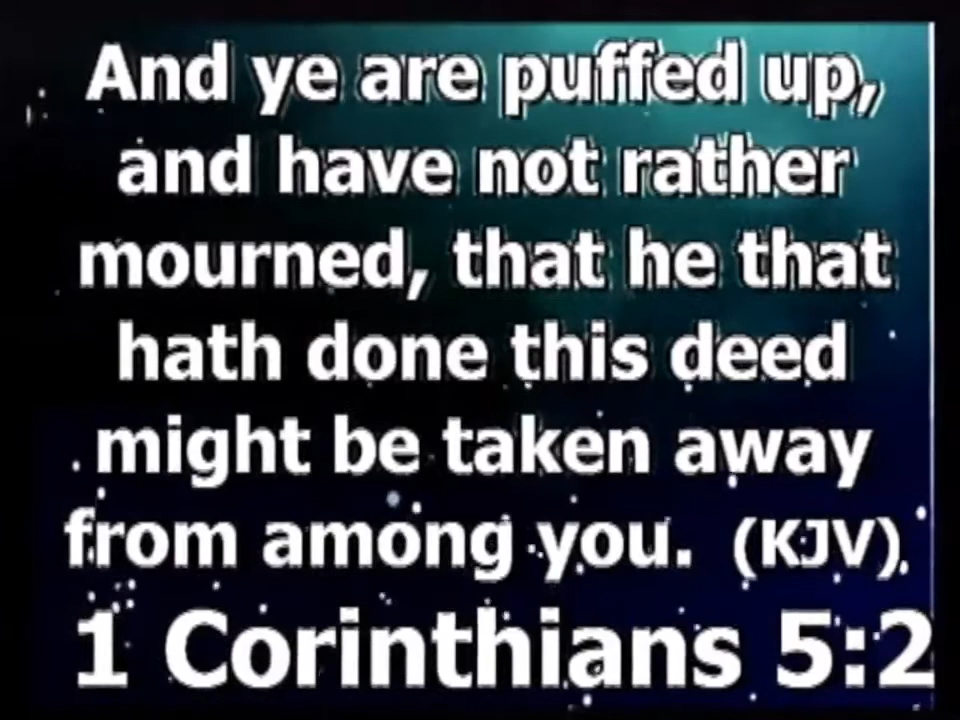 And ye are puffed up,
and have not rather
mourned, that he that
hath done this deed
might be taken away
from among you. (KJV)
1 Corinthians 5:2